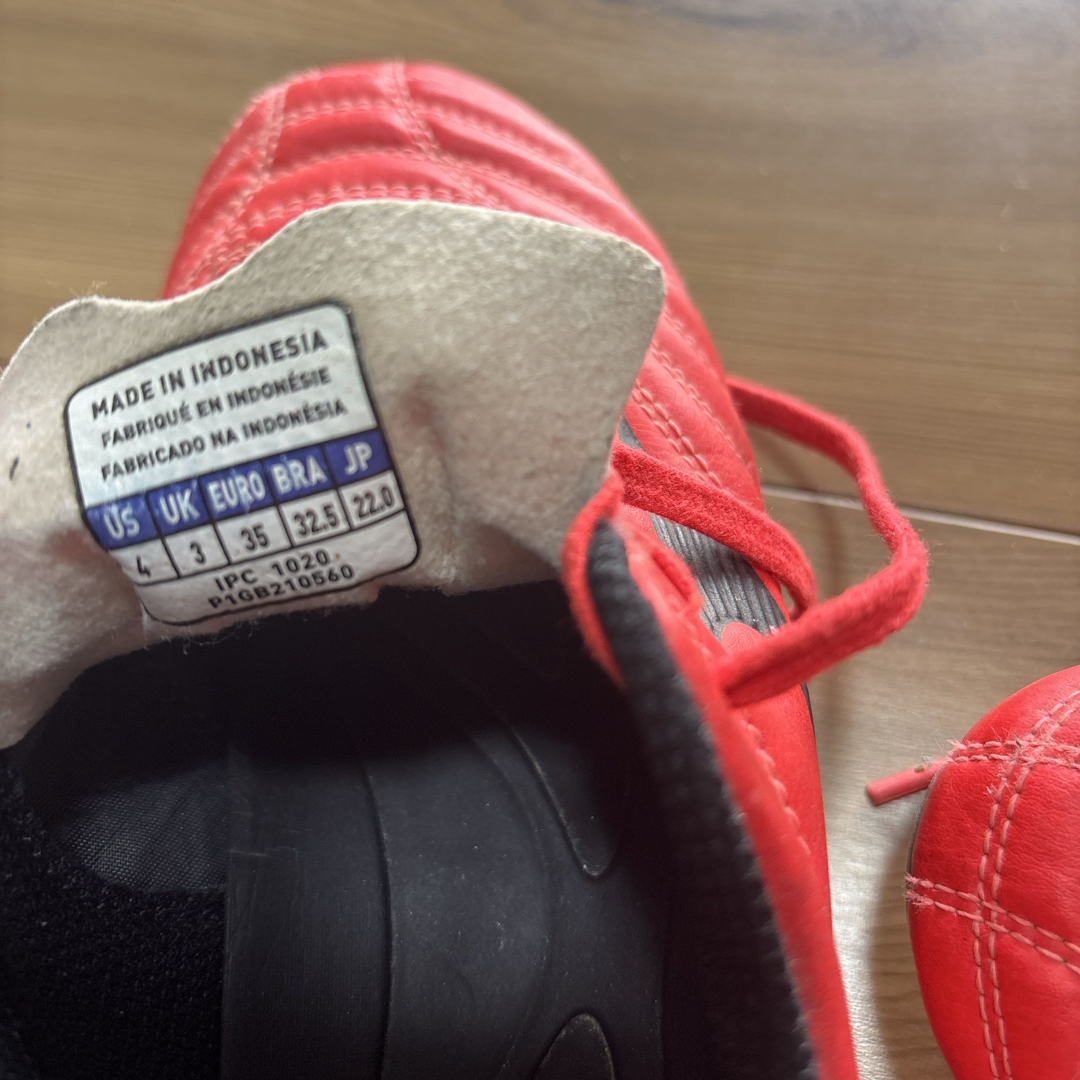 MADE IN INDONESIA
FABRIQUÉ EN INDONÉSIE
FABRICADO NA INDONÉSIA
US UK EURO BRA JP
4 3 35 32.5 22.0
IPC 1020
P1GB210560